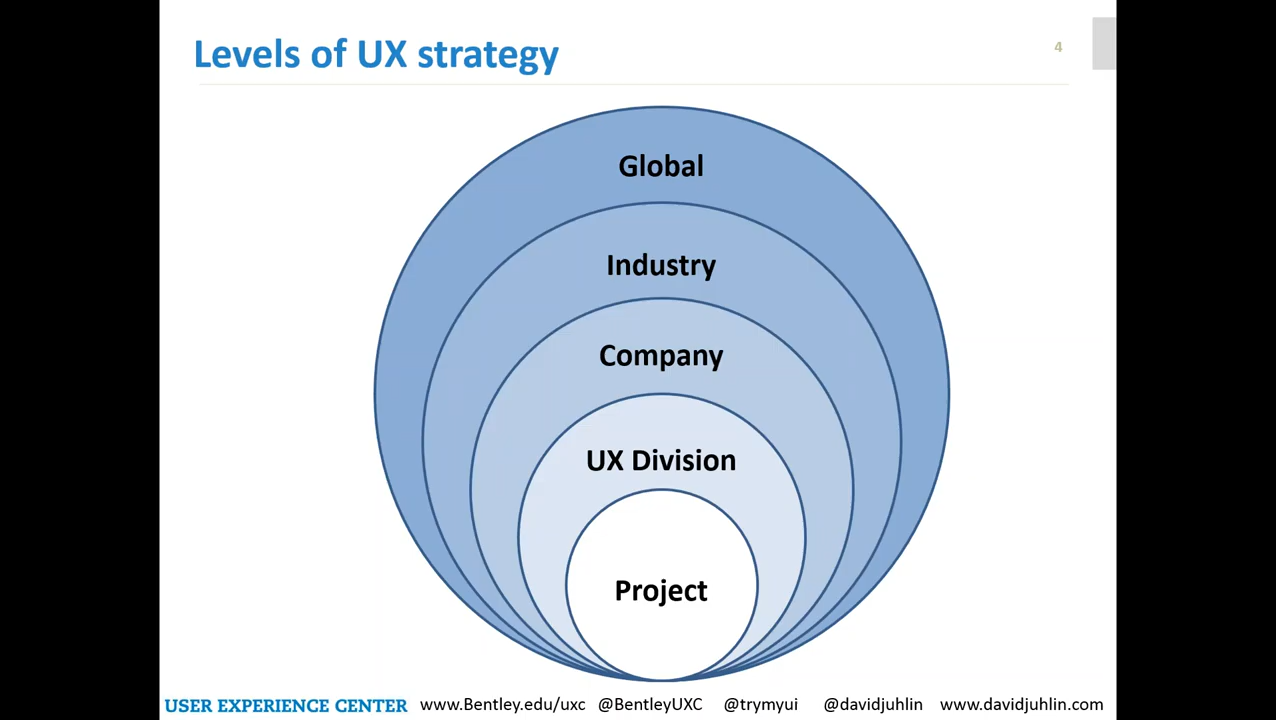 Levels of UX strategy
4
Global
Industry
Company
UX Division
Project
USER EXPERIENCE CENTER www.Bentley.edu/uxc @BentleyUXC @trymyui @davidjuhlin www.davidjuhlin.com